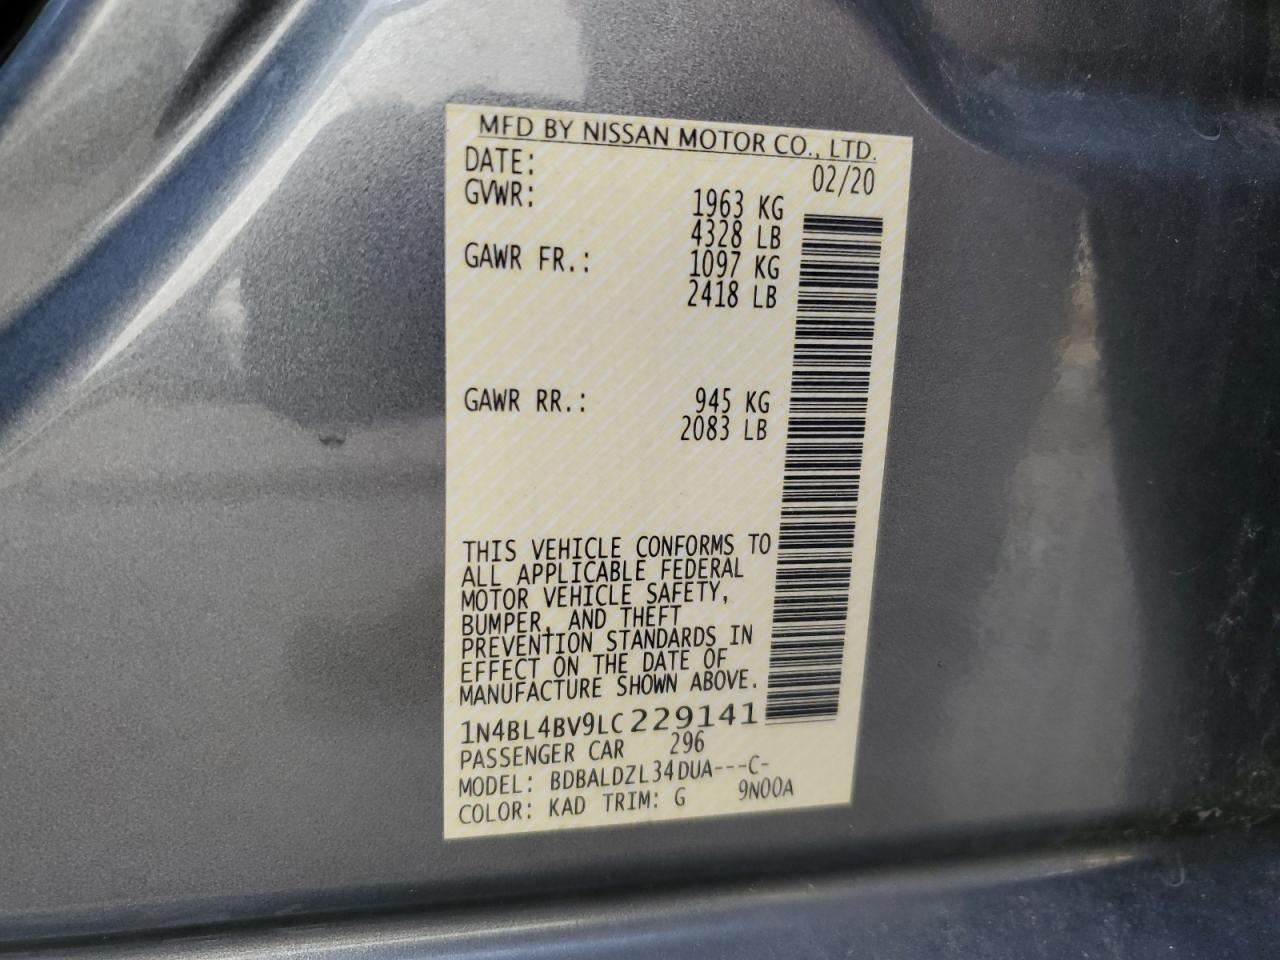 MFD BY NISSAN MOTOR CO., LTD.
DATE: 02/20
GVWR: 1963 KG
4328 LB
GAWR FR.: 1097 KG
2418 LB
GAWR RR.: 945 KG
2083 LB
THIS VEHICLE CONFORMS TO
ALL APPLICABLE FEDERAL
MOTOR VEHICLE SAFETY,
BUMPER, AND THEFT
PREVENTION STANDARDS IN
EFFECT ON THE DATE OF
MANUFACTURE SHOWN ABOVE.
1N4BL4BV9LC229141
PASSENGER CAR 296
MODEL: BDBALDZL34DUA---C-
COLOR: KAD TRIM: G 9N00A